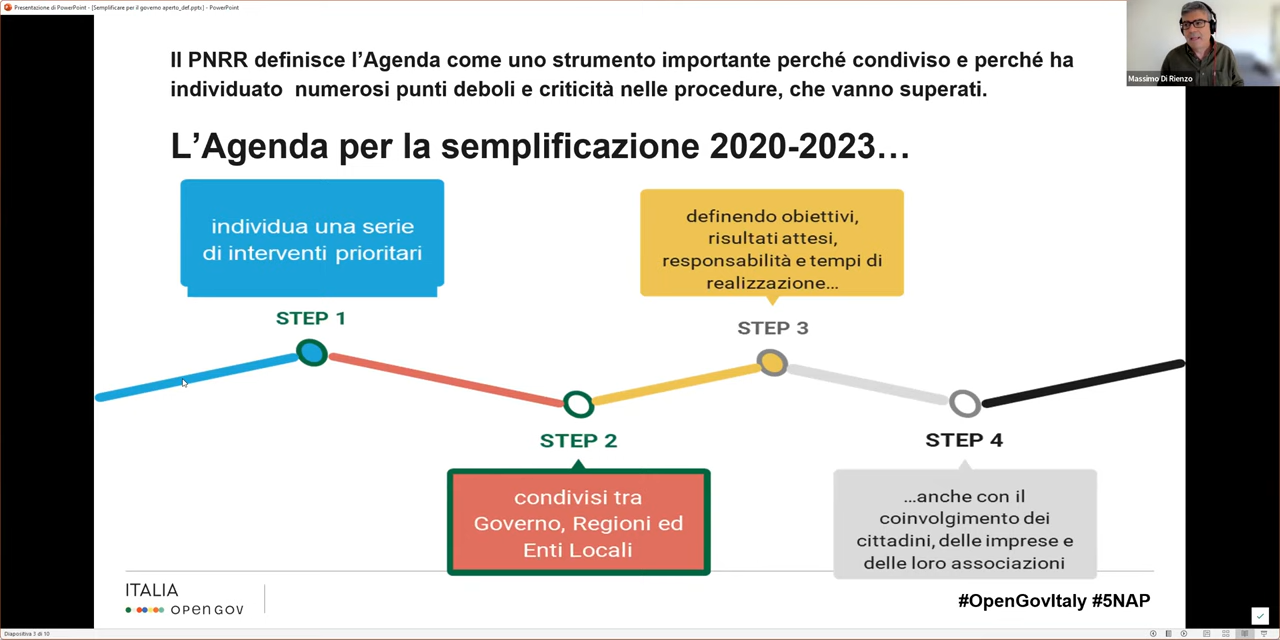 Presentazione di PowerPoint - [Semplificare per il governo aperto_def.pptx] - PowerPoint
Massimo Di Rienzo
Il PNRR definisce l’Agenda come uno strumento importante perché condiviso e perché ha
individuato numerosi punti deboli e criticità nelle procedure, che vanno superati.
L’Agenda per la semplificazione 2020-2023…
individua una serie
di interventi prioritari
STEP 1
condivisi tra
Governo, Regioni ed
Enti Locali
STEP 2
definendo obiettivi,
risultati attesi,
responsabilità e tempi di
realizzazione…
STEP 3
STEP 4
…anche con il
coinvolgimento dei
cittadini, delle imprese e
delle loro associazioni
ITALIA
OPENGOV
#OpenGovItaly #5NAP
Diapositiva 3 di 10